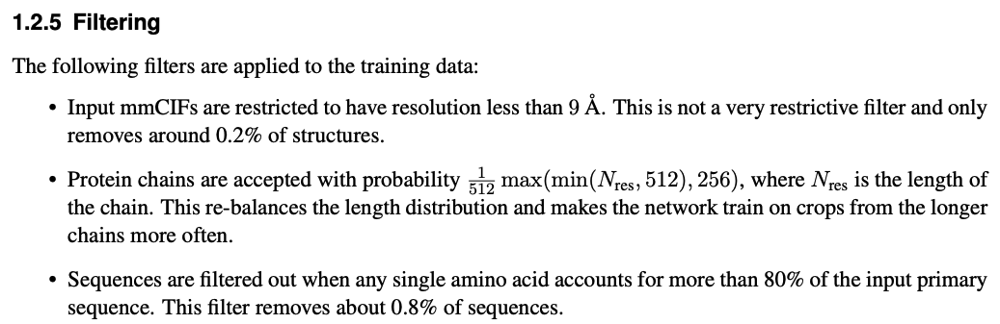 1.2.5 Filtering
The following filters are applied to the training data:
• Input mmCIFs are restricted to have resolution less than 9 Å. This is not a very restrictive filter and only
removes around 0.2% of structures.
• Protein chains are accepted with probability $\frac{1}{512}$ max(min($N_{\text{res}}$, 512), 256), where $N_{\text{res}}$ is the length of
the chain. This re-balances the length distribution and makes the network train on crops from the longer
chains more often.
• Sequences are filtered out when any single amino acid accounts for more than 80% of the input primary
sequence. This filter removes about 0.8% of sequences.